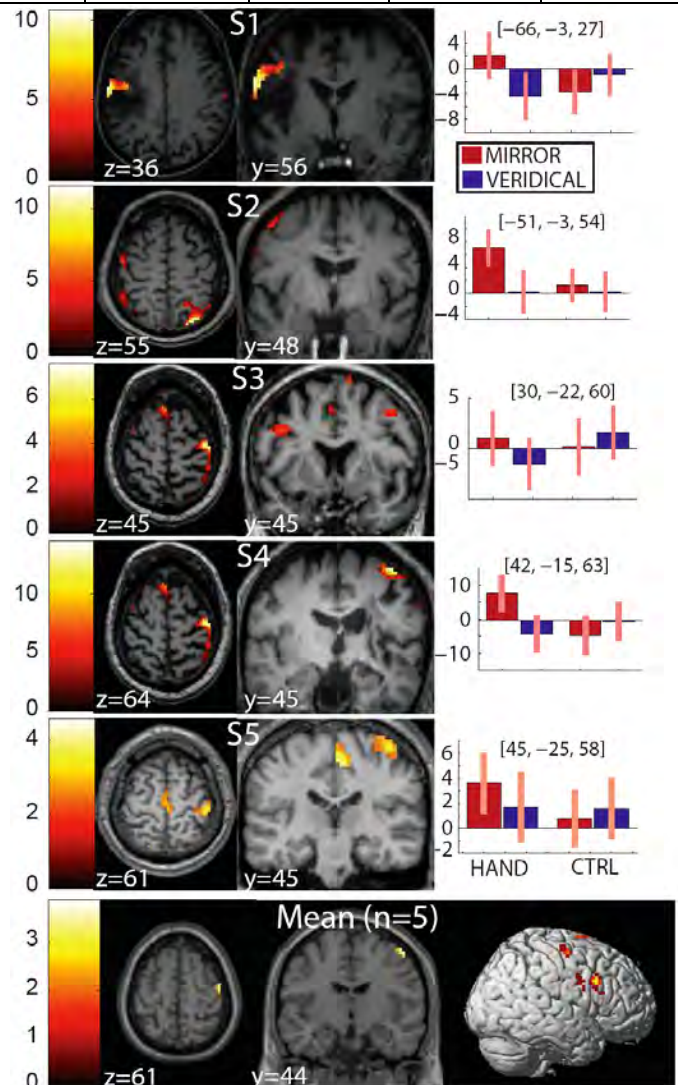 10
5
0
S1
z=36
y=56
[−66, −3, 27]
4
0
−4
−8
MIRROR
VERIDICAL
10
5
0
S2
z=55
y=48
[−51, −3, 54]
8
4
0
−4
6
4
2
0
S3
z=45
y=45
[30, −22, 60]
5
0
−5
10
5
0
S4
z=64
y=45
[42, −15, 63]
10
0
−10
4
2
0
S5
z=61
y=45
[45, −25, 58]
6
4
2
0
-2
HAND
CTRL
3
2
1
0
Mean (n=5)
z=61
y=44